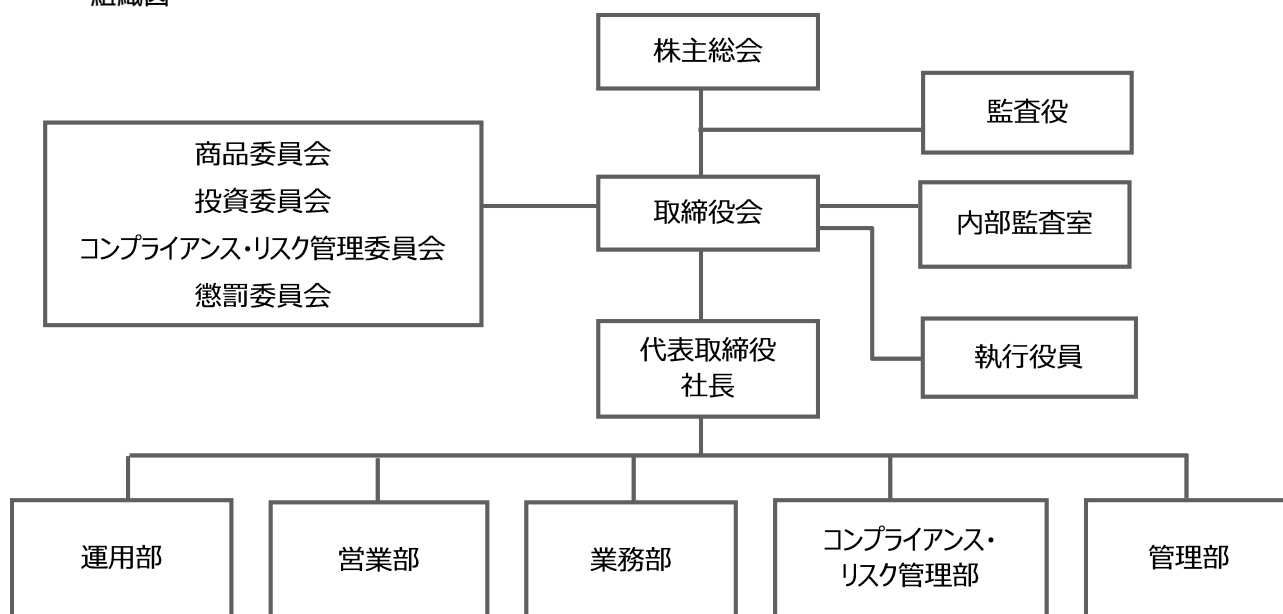 組織図
株主総会
監査役
商品委員会
投資委員会
コンプライアンス・リスク管理委員会
懲罰委員会
取締役会
内部監査室
代表取締役
社長
執行役員
運用部
営業部
業務部
コンプライアンス・
リスク管理部
管理部